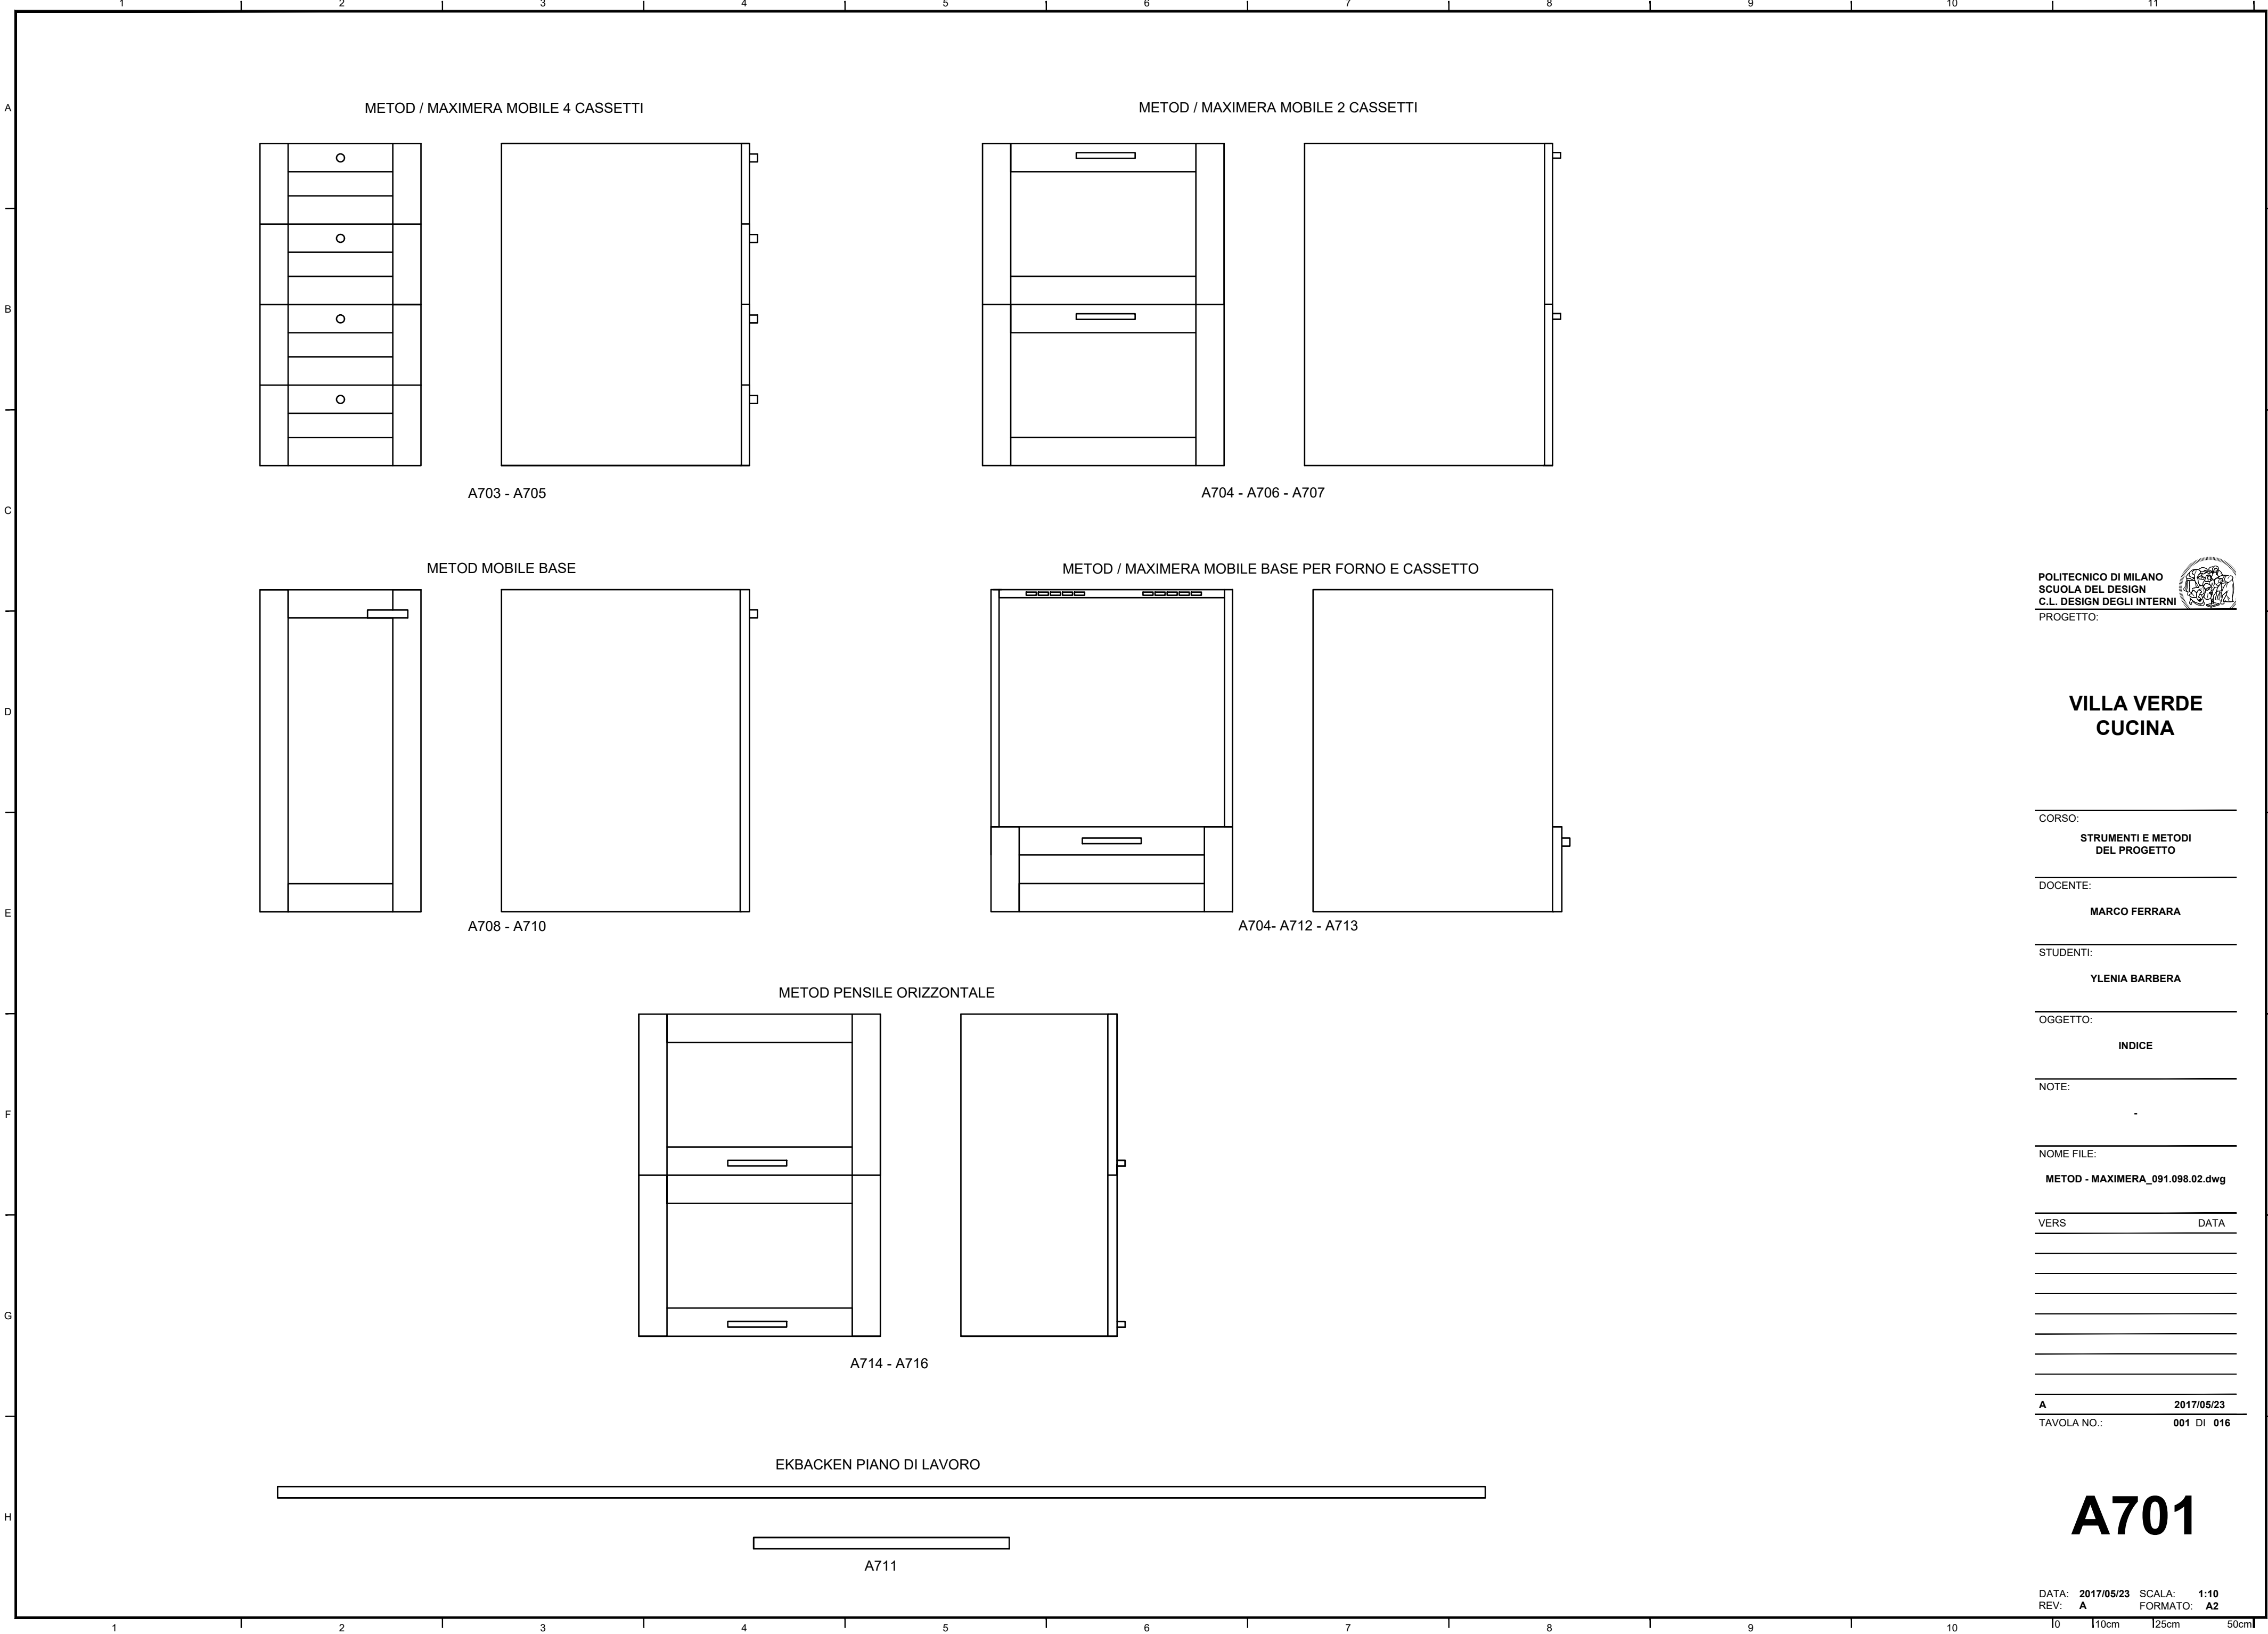 1 2 3 4 5 6 7 8 9 10 11
A
METOD / MAXIMERA MOBILE 4 CASSETTI
METOD / MAXIMERA MOBILE 2 CASSETTI
B
A703 - A705
A704 - A706 - A707
C
METOD MOBILE BASE
METOD / MAXIMERA MOBILE BASE PER FORNO E CASSETTO
D
E
A708 - A710
A704- A712 - A713
METOD PENSILE ORIZZONTALE
F
G
A714 - A716
EKBACKEN PIANO DI LAVORO
H
A711
1 2 3 4 5 6 7 8 9 10
POLITECNICO DI MILANO
SCUOLA DEL DESIGN
C.L. DESIGN DEGLI INTERNI
PROGETTO:
VILLA VERDE
CUCINA
CORSO:
STRUMENTI E METODI
DEL PROGETTO
DOCENTE:
MARCO FERRARA
STUDENTI:
YLENIA BARBERA
OGGETTO:
INDICE
NOTE:
-
NOME FILE:
METOD - MAXIMERA_091.098.02.dwg
VERS DATA
A 2017/05/23
TAVOLA NO.: 001 DI 016
A701
DATA: 2017/05/23 SCALA: 1:10
REV: A FORMATO: A2
0 10cm 25cm 50cm